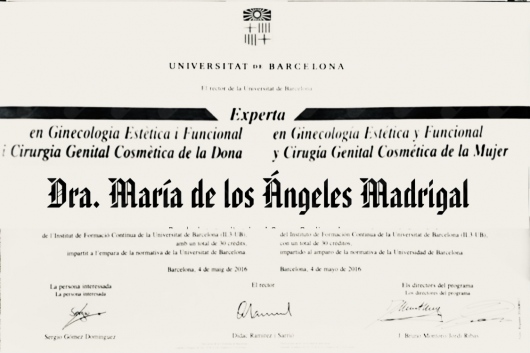 UNIVERSITAT DE BARCELONA
El rector de la Universitat de Barcelona
Experta
en Ginecologia Estètica i Funcional
i Cirurgia Genital Cosmètica de la Dona
en Ginecología Estética y Funcional
y Cirugía Genital Cosmética de la Mujer
Dra. María de los Ángeles Madrigal
de l'Institut de Formació Contínua de la Universitat de Barcelona (IL3-UB),
amb un total de 30 crèdits,
impartit a l'empara de la normativa de la Universitat de Barcelona
Barcelona, 4 de maig de 2016
del Instituto de Formación Continua de la Universitat de Barcelona (IL3-UB),
con un total de 30 créditos,
impartido al amparo de la normativa de la Universidad de Barcelona
Barcelona, 4 de mayo de 2016
La persona interessada
La persona interesada
Sergio Gómez Domínguez
El rector
Dídac Ramírez i Sarrió
Els directors del programa
Los directores del programa
J. Bruno Montoro Jordi Ribas